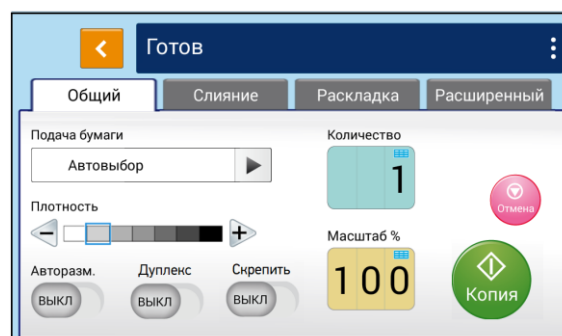 Готов
Общий Слияние Раскладка Расширенный
Подача бумаги
Автовыбор
Количество
1
Отмена
Плотность
Масштаб %
100
Авторазм. Дуплекс Скрепить
ВЫКЛ ВЫКЛ ВЫКЛ
Копия